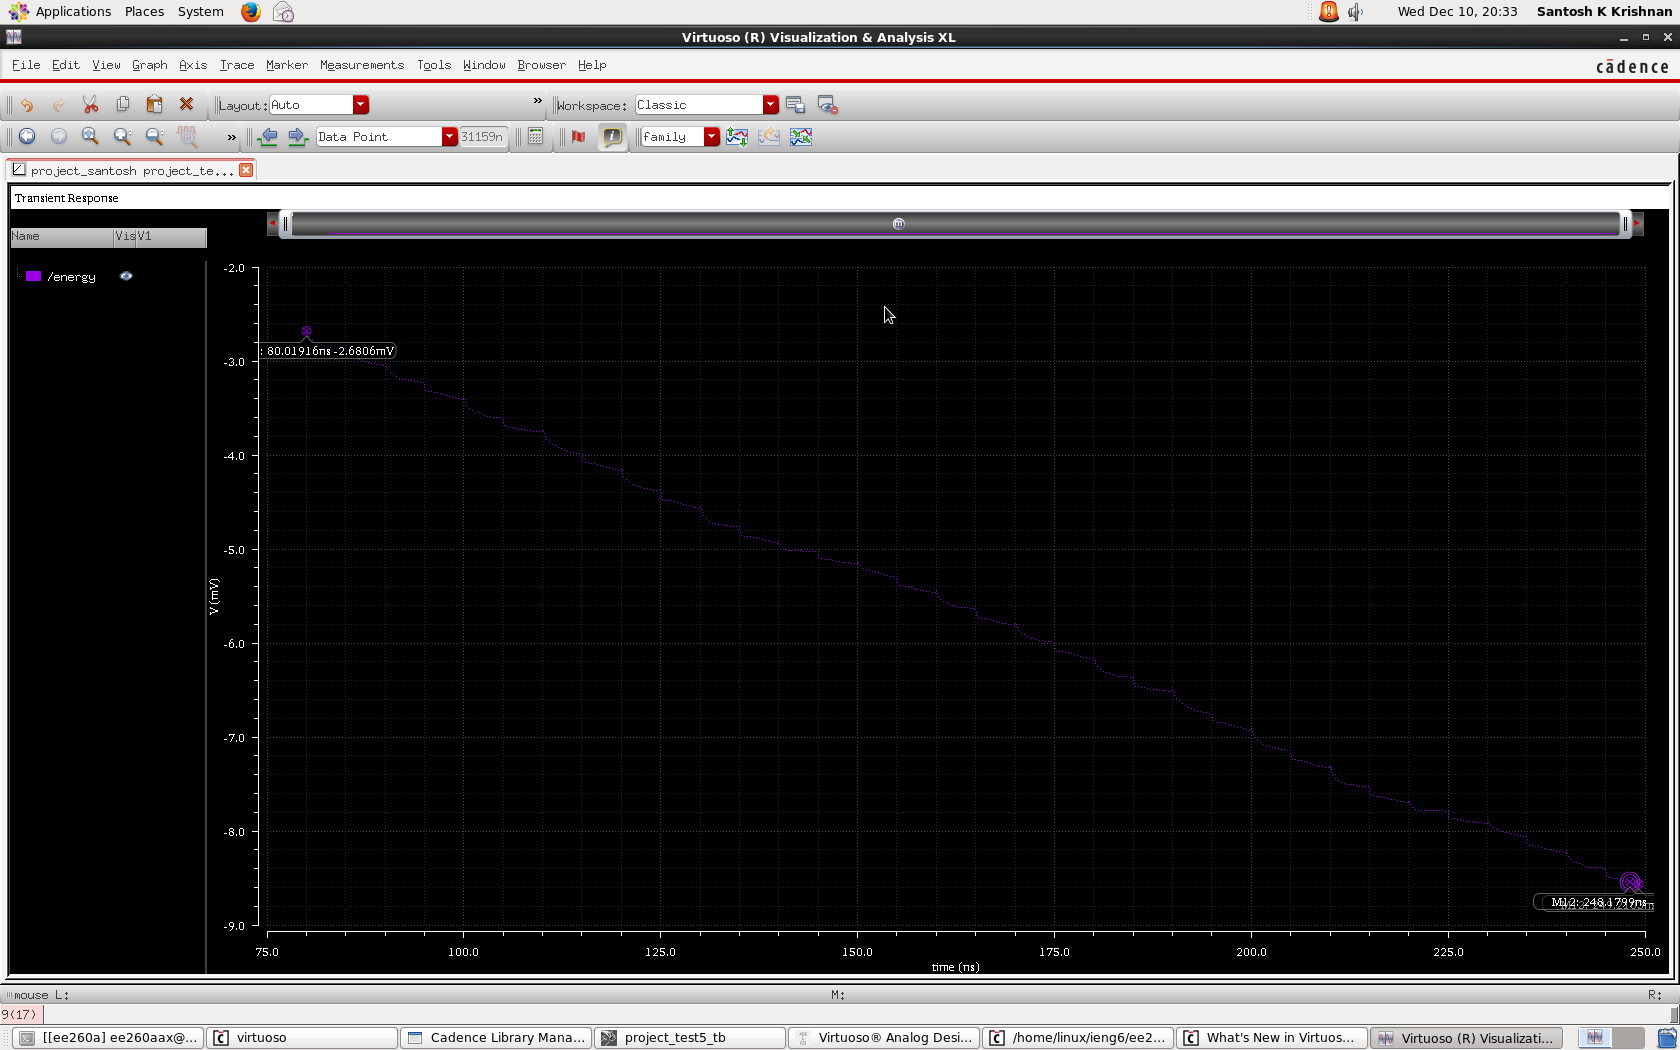 Applications Places System Wed Dec 10, 20:33 Santosh K Krishnan
Virtuoso (R) Visualization & Analysis XL
File Edit View Graph Axis Trace Marker Measurements Tools Window Browser Help cādence
Layout: Auto » Workspace: Classic
» Data Point 31159n family
project_santosh project_te...
Transient Response
Name Vis V1
/energy
-2.0
: 80.01916ns -2.6806mV
-3.0
-4.0
-5.0
V (mV)
-6.0
-7.0
-8.0
M12: 248.1799ns
-9.0
75.0 100.0 125.0 150.0 175.0 200.0 225.0 250.0
time (ns)
mouse L: M: R:
9(17)
[[ee260a] ee260aax@... virtuoso Cadence Library Mana... project_test5_tb Virtuoso® Analog Desi... /home/linux/ieng6/ee2... What's New in Virtuos... Virtuoso (R) Visualizati...